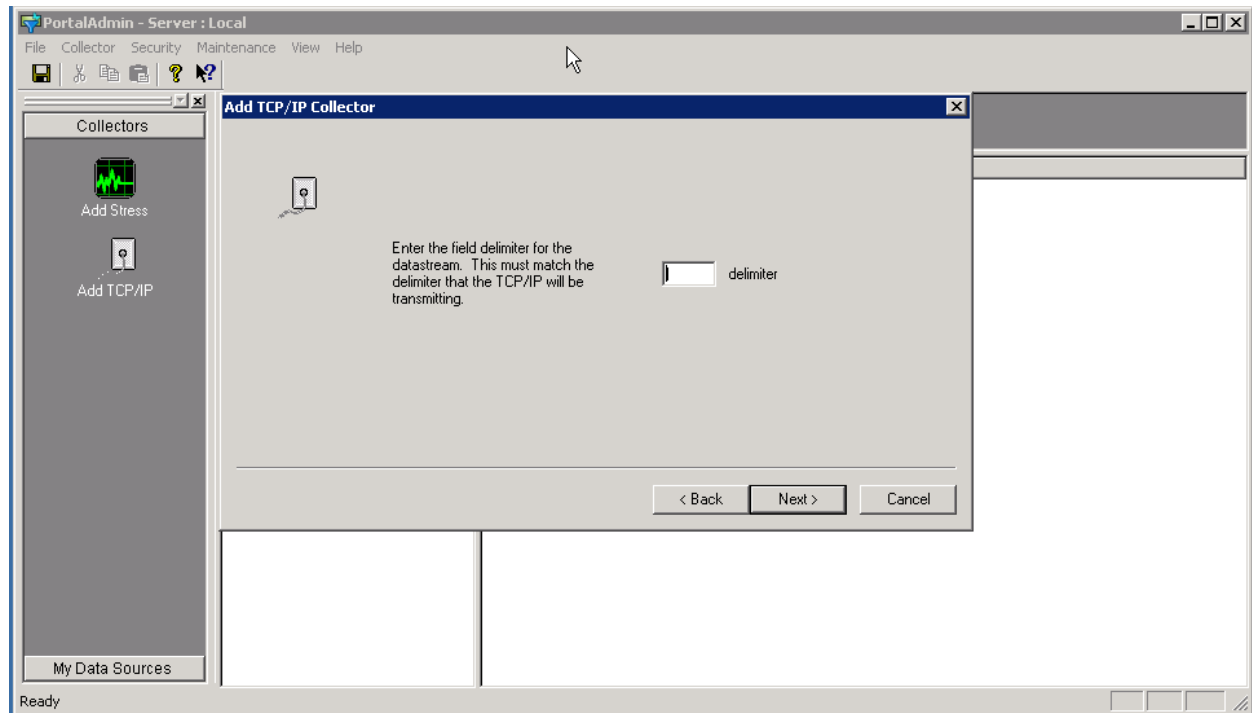 PortalAdmin - Server : Local
File Collector Security Maintenance View Help
Collectors
Add Stress
Add TCP/IP
My Data Sources
Add TCP/IP Collector
Enter the field delimiter for the
datastream. This must match the
delimiter that the TCP/IP will be
transmitting.
delimiter
< Back Next > Cancel
Ready